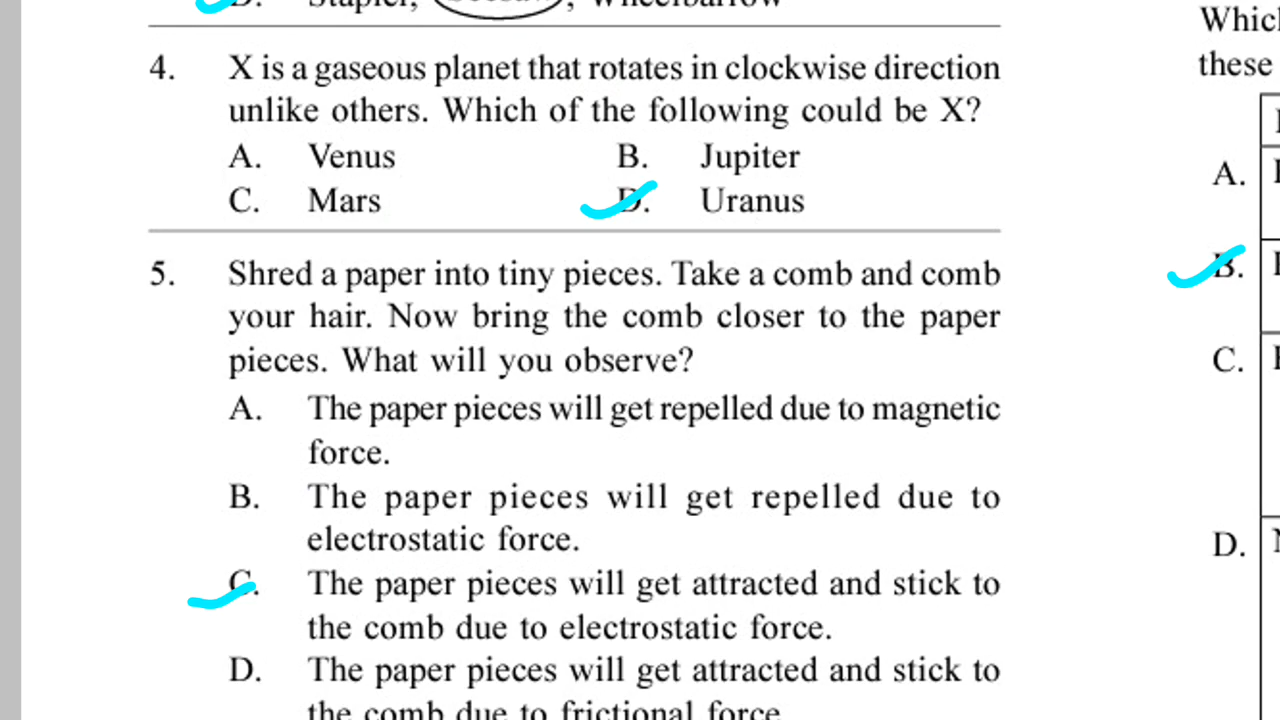 Stapler,
Wheelbarrow
4. X is a gaseous planet that rotates in clockwise direction
unlike others. Which of the following could be X?
A. Venus B. Jupiter
C. Mars D. Uranus
5. Shred a paper into tiny pieces. Take a comb and comb
your hair. Now bring the comb closer to the paper
pieces. What will you observe?
A. The paper pieces will get repelled due to magnetic
force.
B. The paper pieces will get repelled due to
electrostatic force.
C. The paper pieces will get attracted and stick to
the comb due to electrostatic force.
D. The paper pieces will get attracted and stick to
the comb due to frictional force
these
A.
B.
C.
D.